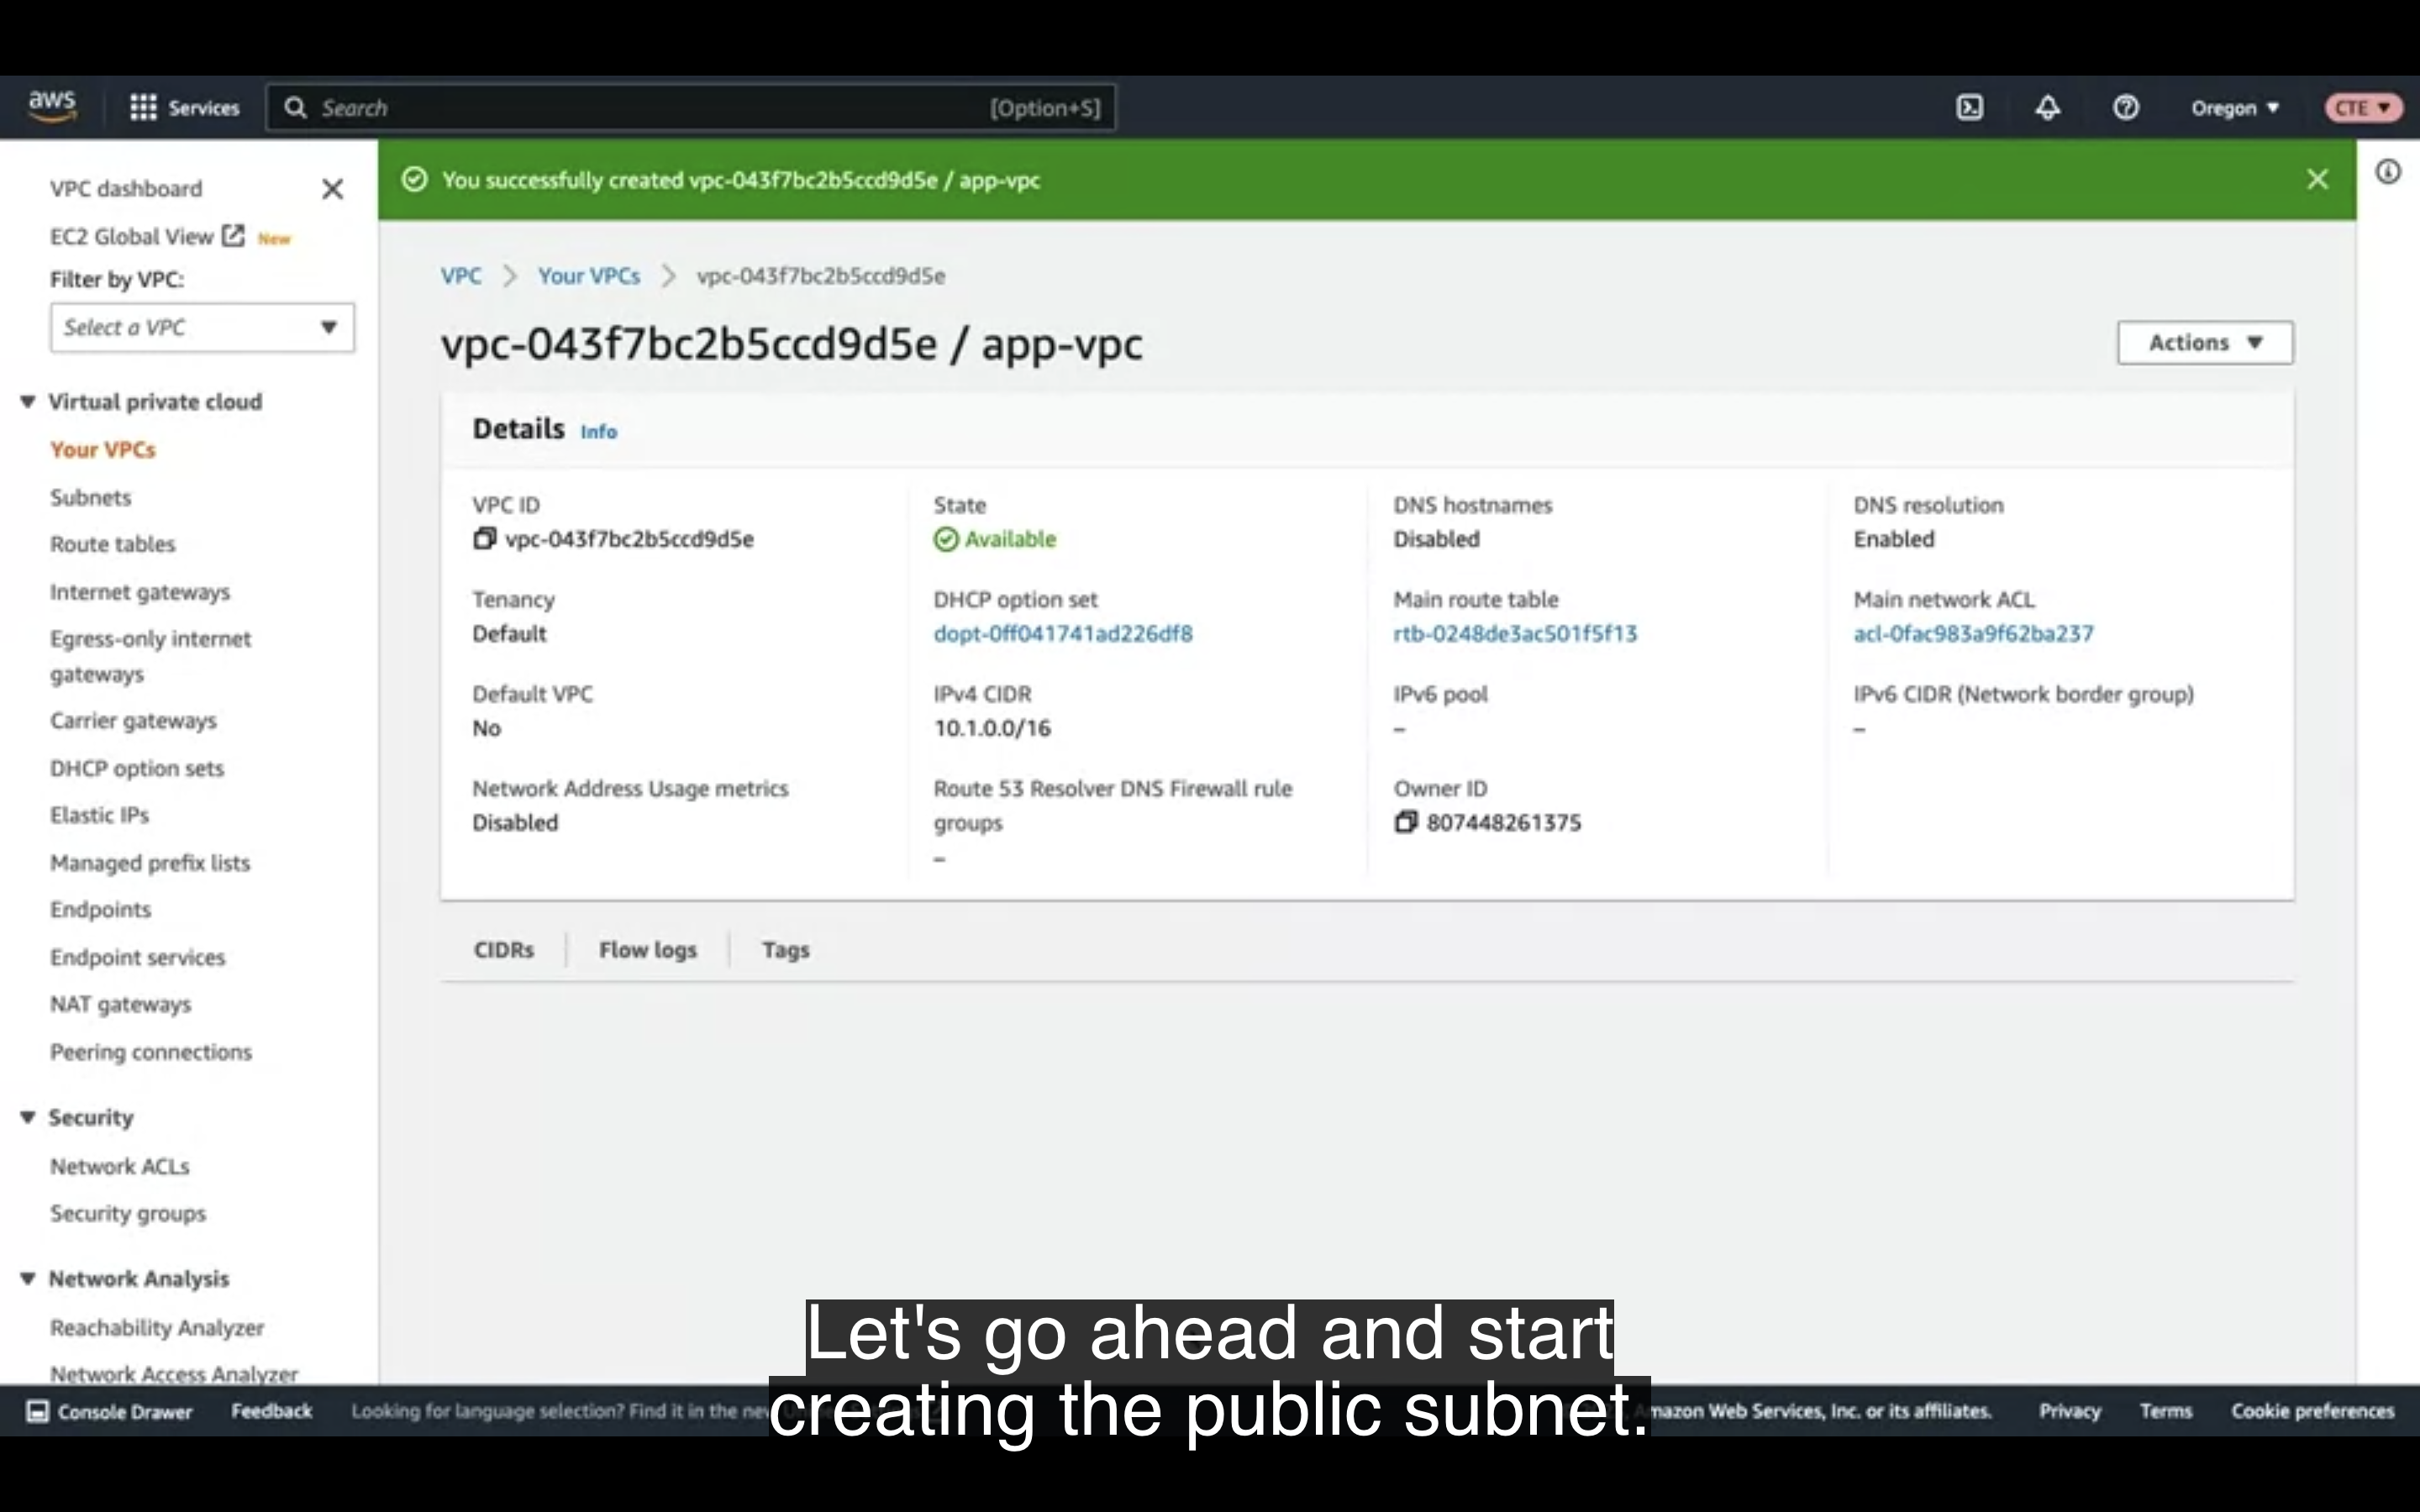 aws
Services
Search
[Option+S]
Oregon
CTE
VPC dashboard
EC2 Global View New
Filter by VPC:
Select a VPC
Virtual private cloud
Your VPCs
Subnets
Route tables
Internet gateways
Egress-only internet
gateways
Carrier gateways
DHCP option sets
Elastic IPs
Managed prefix lists
Endpoints
Endpoint services
NAT gateways
Peering connections
Security
Network ACLs
Security groups
Network Analysis
Reachability Analyzer
Network Access Analyzer
You successfully created vpc-043f7bc2b5ccd9d5e / app-vpc
VPC > Your VPCs > vpc-043f7bc2b5ccd9d5e
vpc-043f7bc2b5ccd9d5e / app-vpc
Actions
Details Info
VPC ID
vpc-043f7bc2b5ccd9d5e
State
Available
DNS hostnames
Disabled
DNS resolution
Enabled
Tenancy
Default
DHCP option set
dopt-0ff041741ad226df8
Main route table
rtb-0248de3ac501f5f13
Main network ACL
acl-0fac983a9f62ba237
Default VPC
No
IPv4 CIDR
10.1.0.0/16
IPv6 pool
–
IPv6 CIDR (Network border group)
–
Network Address Usage metrics
Disabled
Route 53 Resolver DNS Firewall rule
groups
–
Owner ID
807448261375
CIDRs
Flow logs
Tags
Let's go ahead and start
creating the public subnet.
Console Drawer
Feedback
Looking for language selection? Find it in the
Web Services, Inc. or its affiliates.
Privacy
Terms
Cookie preferences